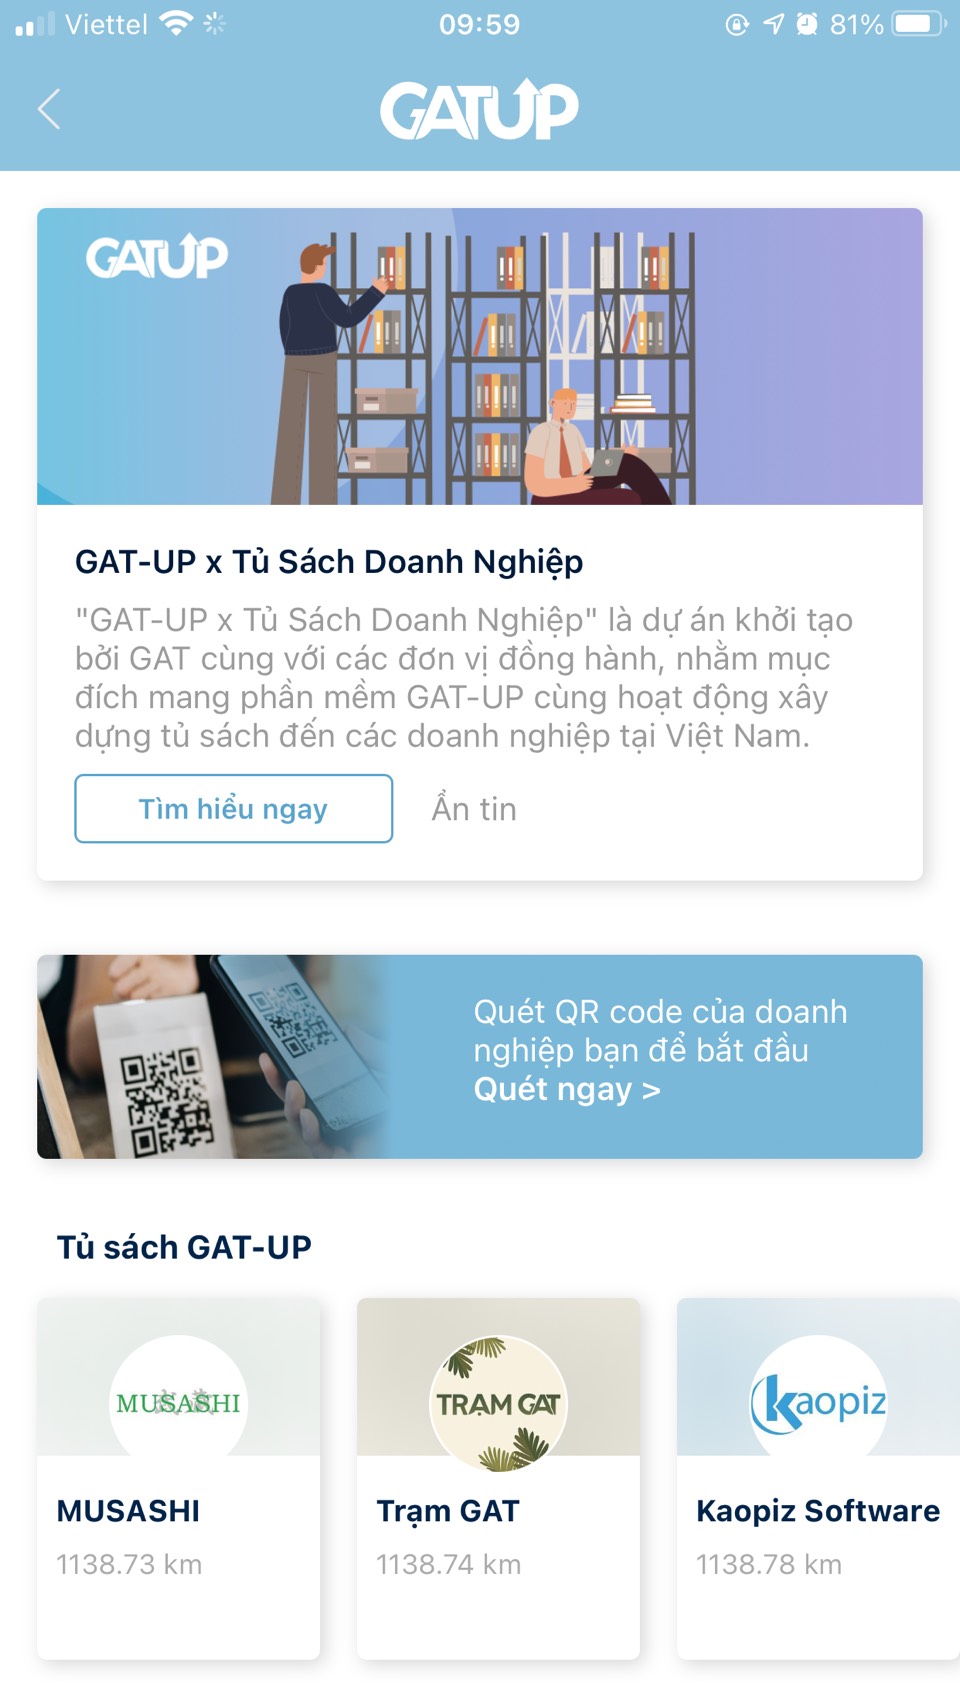 Viettel 09:59 81%
GATUP
GATUP
GAT-UP x Tủ Sách Doanh Nghiệp
"GAT-UP x Tủ Sách Doanh Nghiệp" là dự án khởi tạo
bởi GAT cùng với các đơn vị đồng hành, nhằm mục
đích mang phần mềm GAT-UP cùng hoạt động xây
dựng tủ sách đến các doanh nghiệp tại Việt Nam.
Tìm hiểu ngay
Ẩn tin
Quét QR code của doanh
nghiệp bạn để bắt đầu
Quét ngay >
Tủ sách GAT-UP
MUSASHI
MUSASHI
1138.73 km
TRẠM GAT
Trạm GAT
1138.74 km
kaopiz
Kaopiz Software
1138.78 km